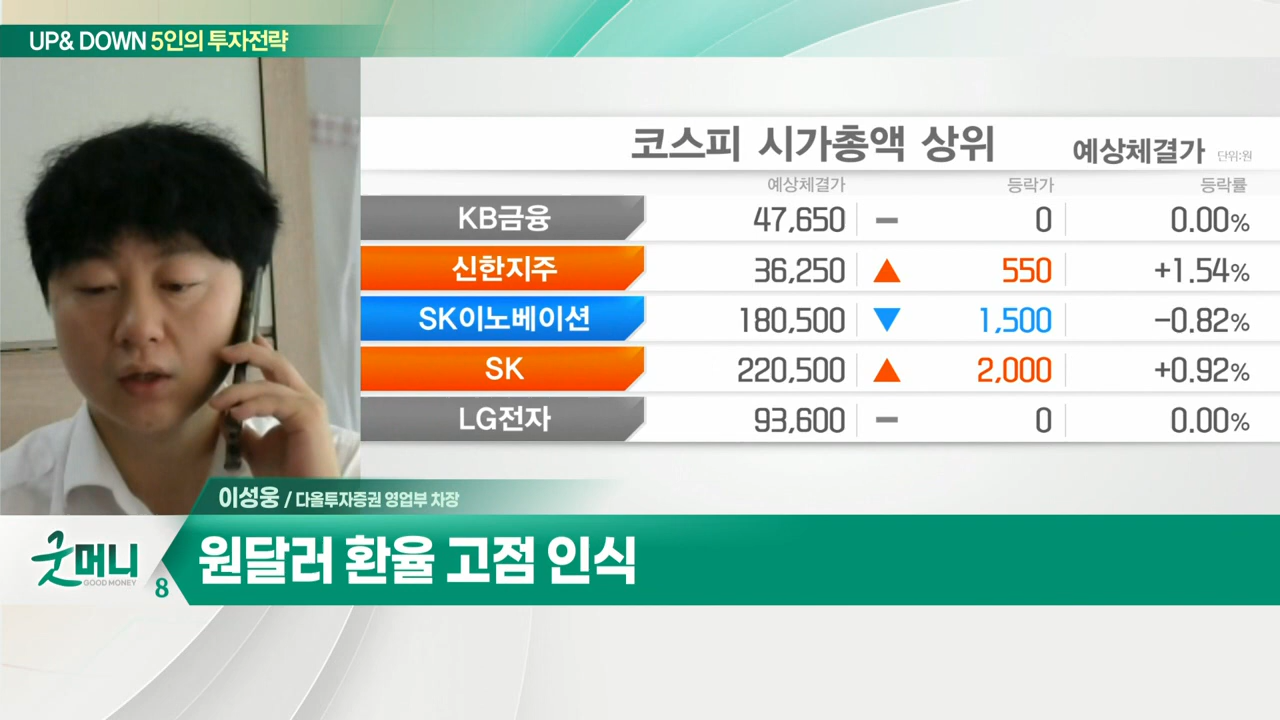 UP& DOWN 5인의 투자전략
코스피 시가총액 상위 예상체결가 단위:원
예상체결가 등락가 등락률
KB금융 47,650 0 0.00%
신한지주 36,250 ▲ 550 +1.54%
SK이노베이션 180,500 ▼ 1,500 -0.82%
SK 220,500 ▲ 2,000 +0.92%
LG전자 93,600 0 0.00%
이성웅 / 다올투자증권 영업부 차장
굿머니 GOOD MONEY 8
원달러 환율 고점 인식